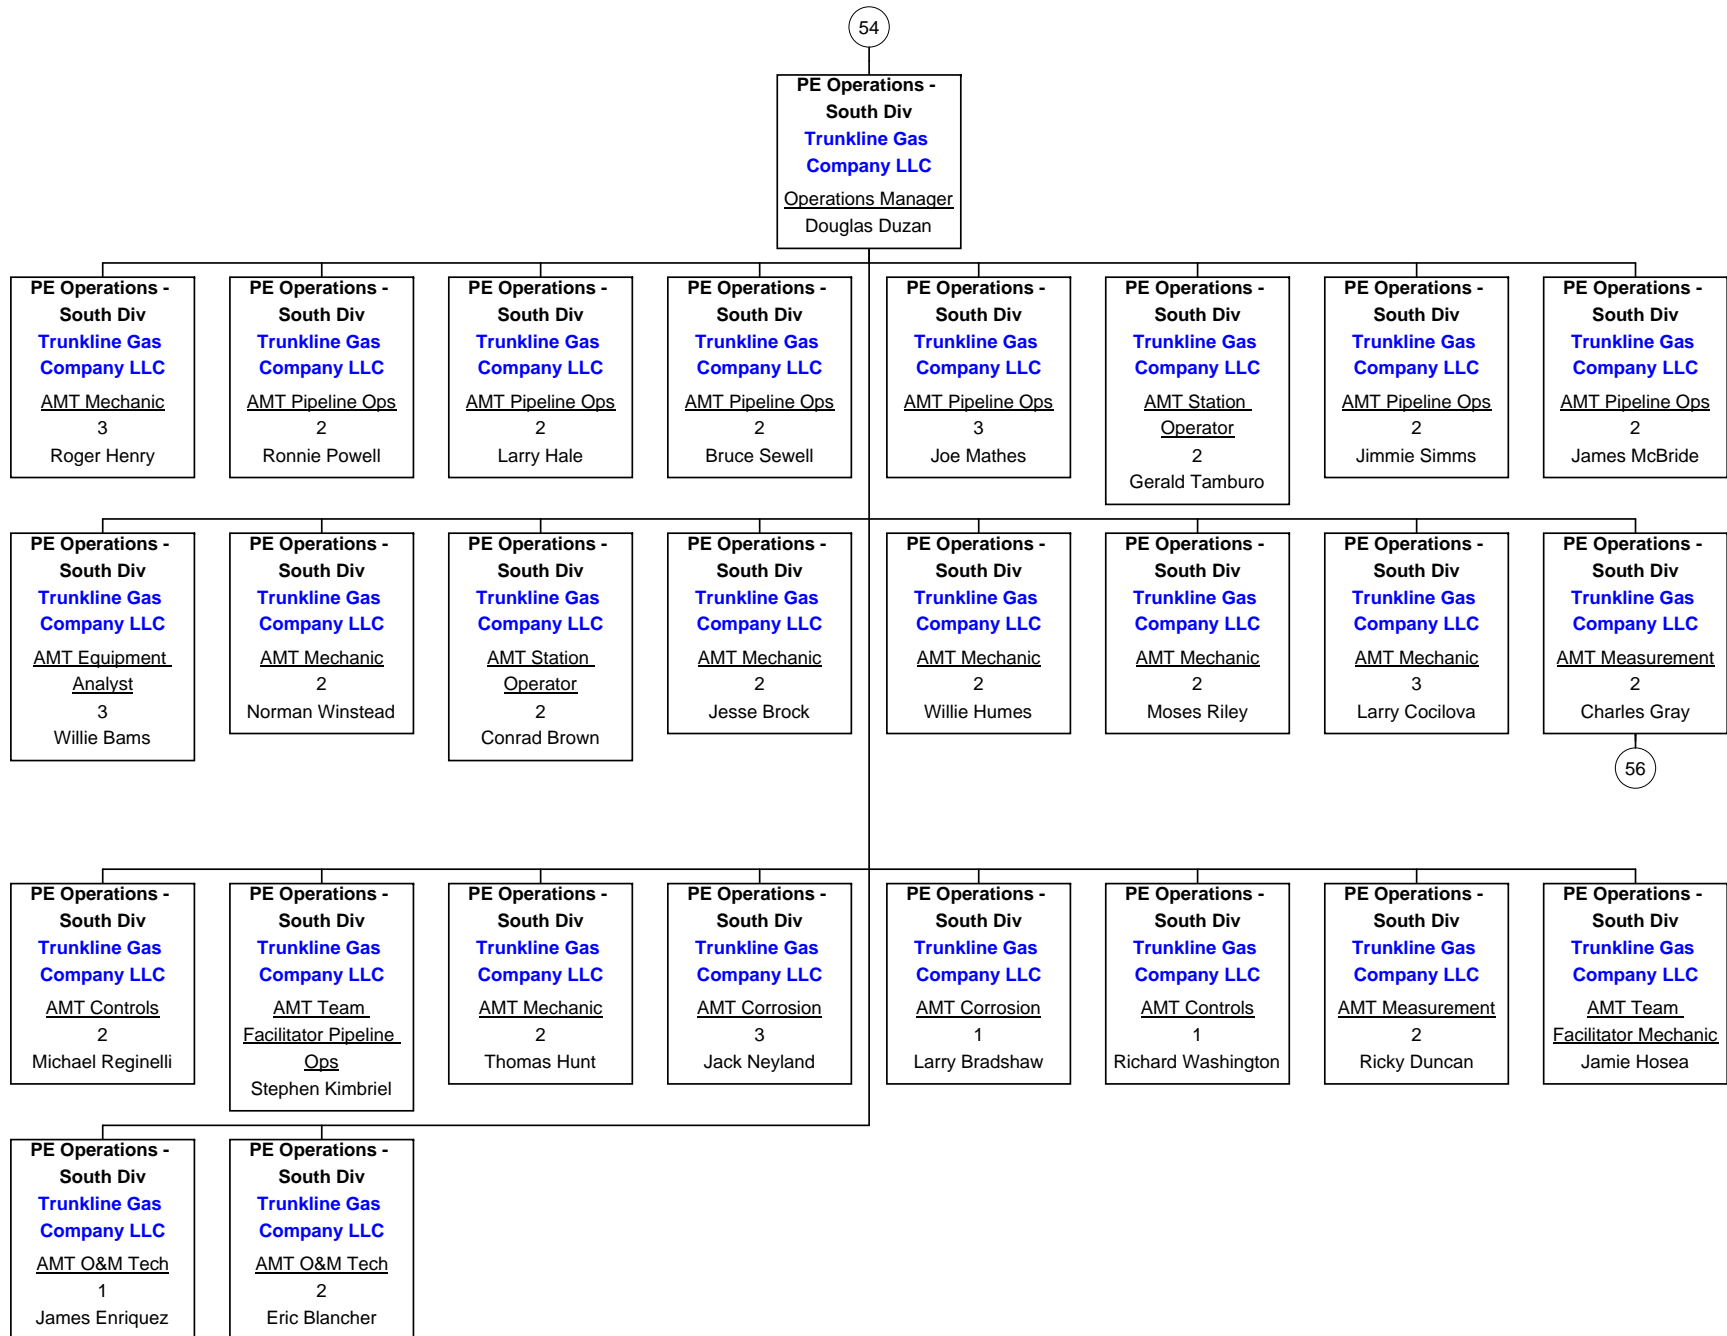 54
PE Operations -
South Div
Trunkline Gas
Company LLC
Operations Manager
Douglas Duzan
PE Operations -
South Div
Trunkline Gas
Company LLC
AMT Mechanic
3
Roger Henry
PE Operations -
South Div
Trunkline Gas
Company LLC
AMT Pipeline Ops
2
Ronnie Powell
PE Operations -
South Div
Trunkline Gas
Company LLC
AMT Pipeline Ops
2
Larry Hale
PE Operations -
South Div
Trunkline Gas
Company LLC
AMT Pipeline Ops
2
Bruce Sewell
PE Operations -
South Div
Trunkline Gas
Company LLC
AMT Pipeline Ops
3
Joe Mathes
PE Operations -
South Div
Trunkline Gas
Company LLC
AMT Station
Operator
2
Gerald Tamburo
PE Operations -
South Div
Trunkline Gas
Company LLC
AMT Pipeline Ops
2
Jimmie Simms
PE Operations -
South Div
Trunkline Gas
Company LLC
AMT Pipeline Ops
2
James McBride
PE Operations -
South Div
Trunkline Gas
Company LLC
AMT Equipment
Analyst
3
Willie Bams
PE Operations -
South Div
Trunkline Gas
Company LLC
AMT Mechanic
2
Norman Winstead
PE Operations -
South Div
Trunkline Gas
Company LLC
AMT Station
Operator
2
Conrad Brown
PE Operations -
South Div
Trunkline Gas
Company LLC
AMT Mechanic
2
Jesse Brock
PE Operations -
South Div
Trunkline Gas
Company LLC
AMT Mechanic
2
Willie Humes
PE Operations -
South Div
Trunkline Gas
Company LLC
AMT Mechanic
2
Moses Riley
PE Operations -
South Div
Trunkline Gas
Company LLC
AMT Mechanic
3
Larry Cocilova
PE Operations -
South Div
Trunkline Gas
Company LLC
AMT Measurement
2
Charles Gray
56
PE Operations -
South Div
Trunkline Gas
Company LLC
AMT Controls
2
Michael Reginelli
PE Operations -
South Div
Trunkline Gas
Company LLC
AMT Team
Facilitator Pipeline
Ops
Stephen Kimbriel
PE Operations -
South Div
Trunkline Gas
Company LLC
AMT Mechanic
2
Thomas Hunt
PE Operations -
South Div
Trunkline Gas
Company LLC
AMT Corrosion
3
Jack Neyland
PE Operations -
South Div
Trunkline Gas
Company LLC
AMT Corrosion
1
Larry Bradshaw
PE Operations -
South Div
Trunkline Gas
Company LLC
AMT Controls
1
Richard Washington
PE Operations -
South Div
Trunkline Gas
Company LLC
AMT Measurement
2
Ricky Duncan
PE Operations -
South Div
Trunkline Gas
Company LLC
AMT Team
Facilitator Mechanic
Jamie Hosea
PE Operations -
South Div
Trunkline Gas
Company LLC
AMT O&M Tech
1
James Enriquez
PE Operations -
South Div
Trunkline Gas
Company LLC
AMT O&M Tech
2
Eric Blancher